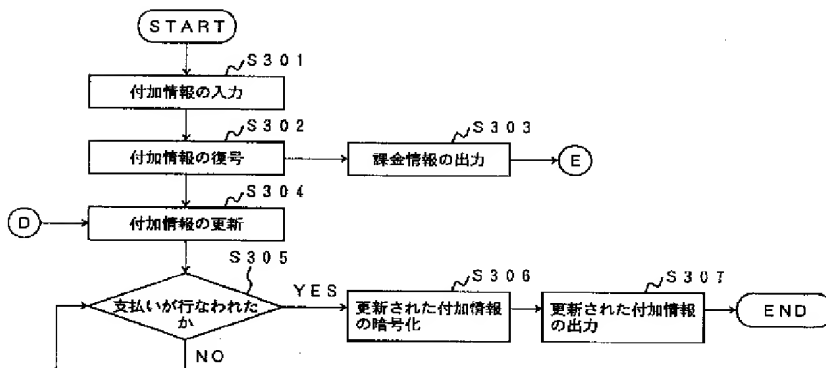 START
S301
付加情報の入力
S302
付加情報の復号
S303
課金情報の出力
E
S304
D
付加情報の更新
S305
支払いが行なわれた
か
YES
S306
更新された付加情報
の暗号化
S307
更新された付加情報
の出力
END
NO